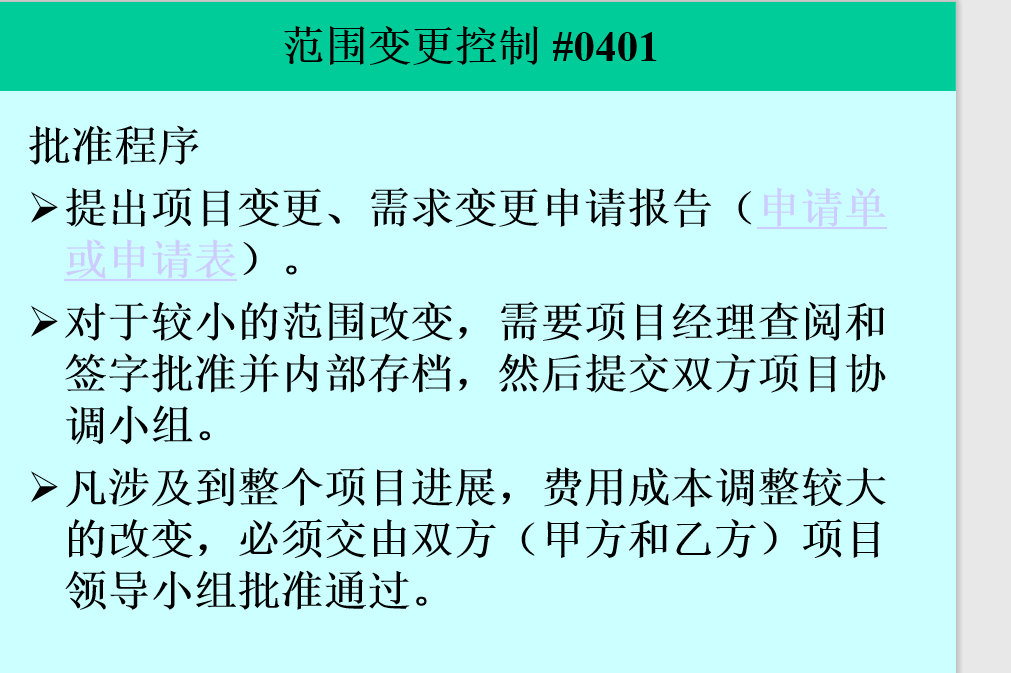 范围变更控制 #0401
批准程序
➢提出项目变更、需求变更申请报告（申请单
或申请表）。
➢对于较小的范围改变，需要项目经理查阅和
签字批准并内部存档，然后提交双方项目协
调小组。
➢凡涉及到整个项目进展，费用成本调整较大
的改变，必须交由双方（甲方和乙方）项目
领导小组批准通过。